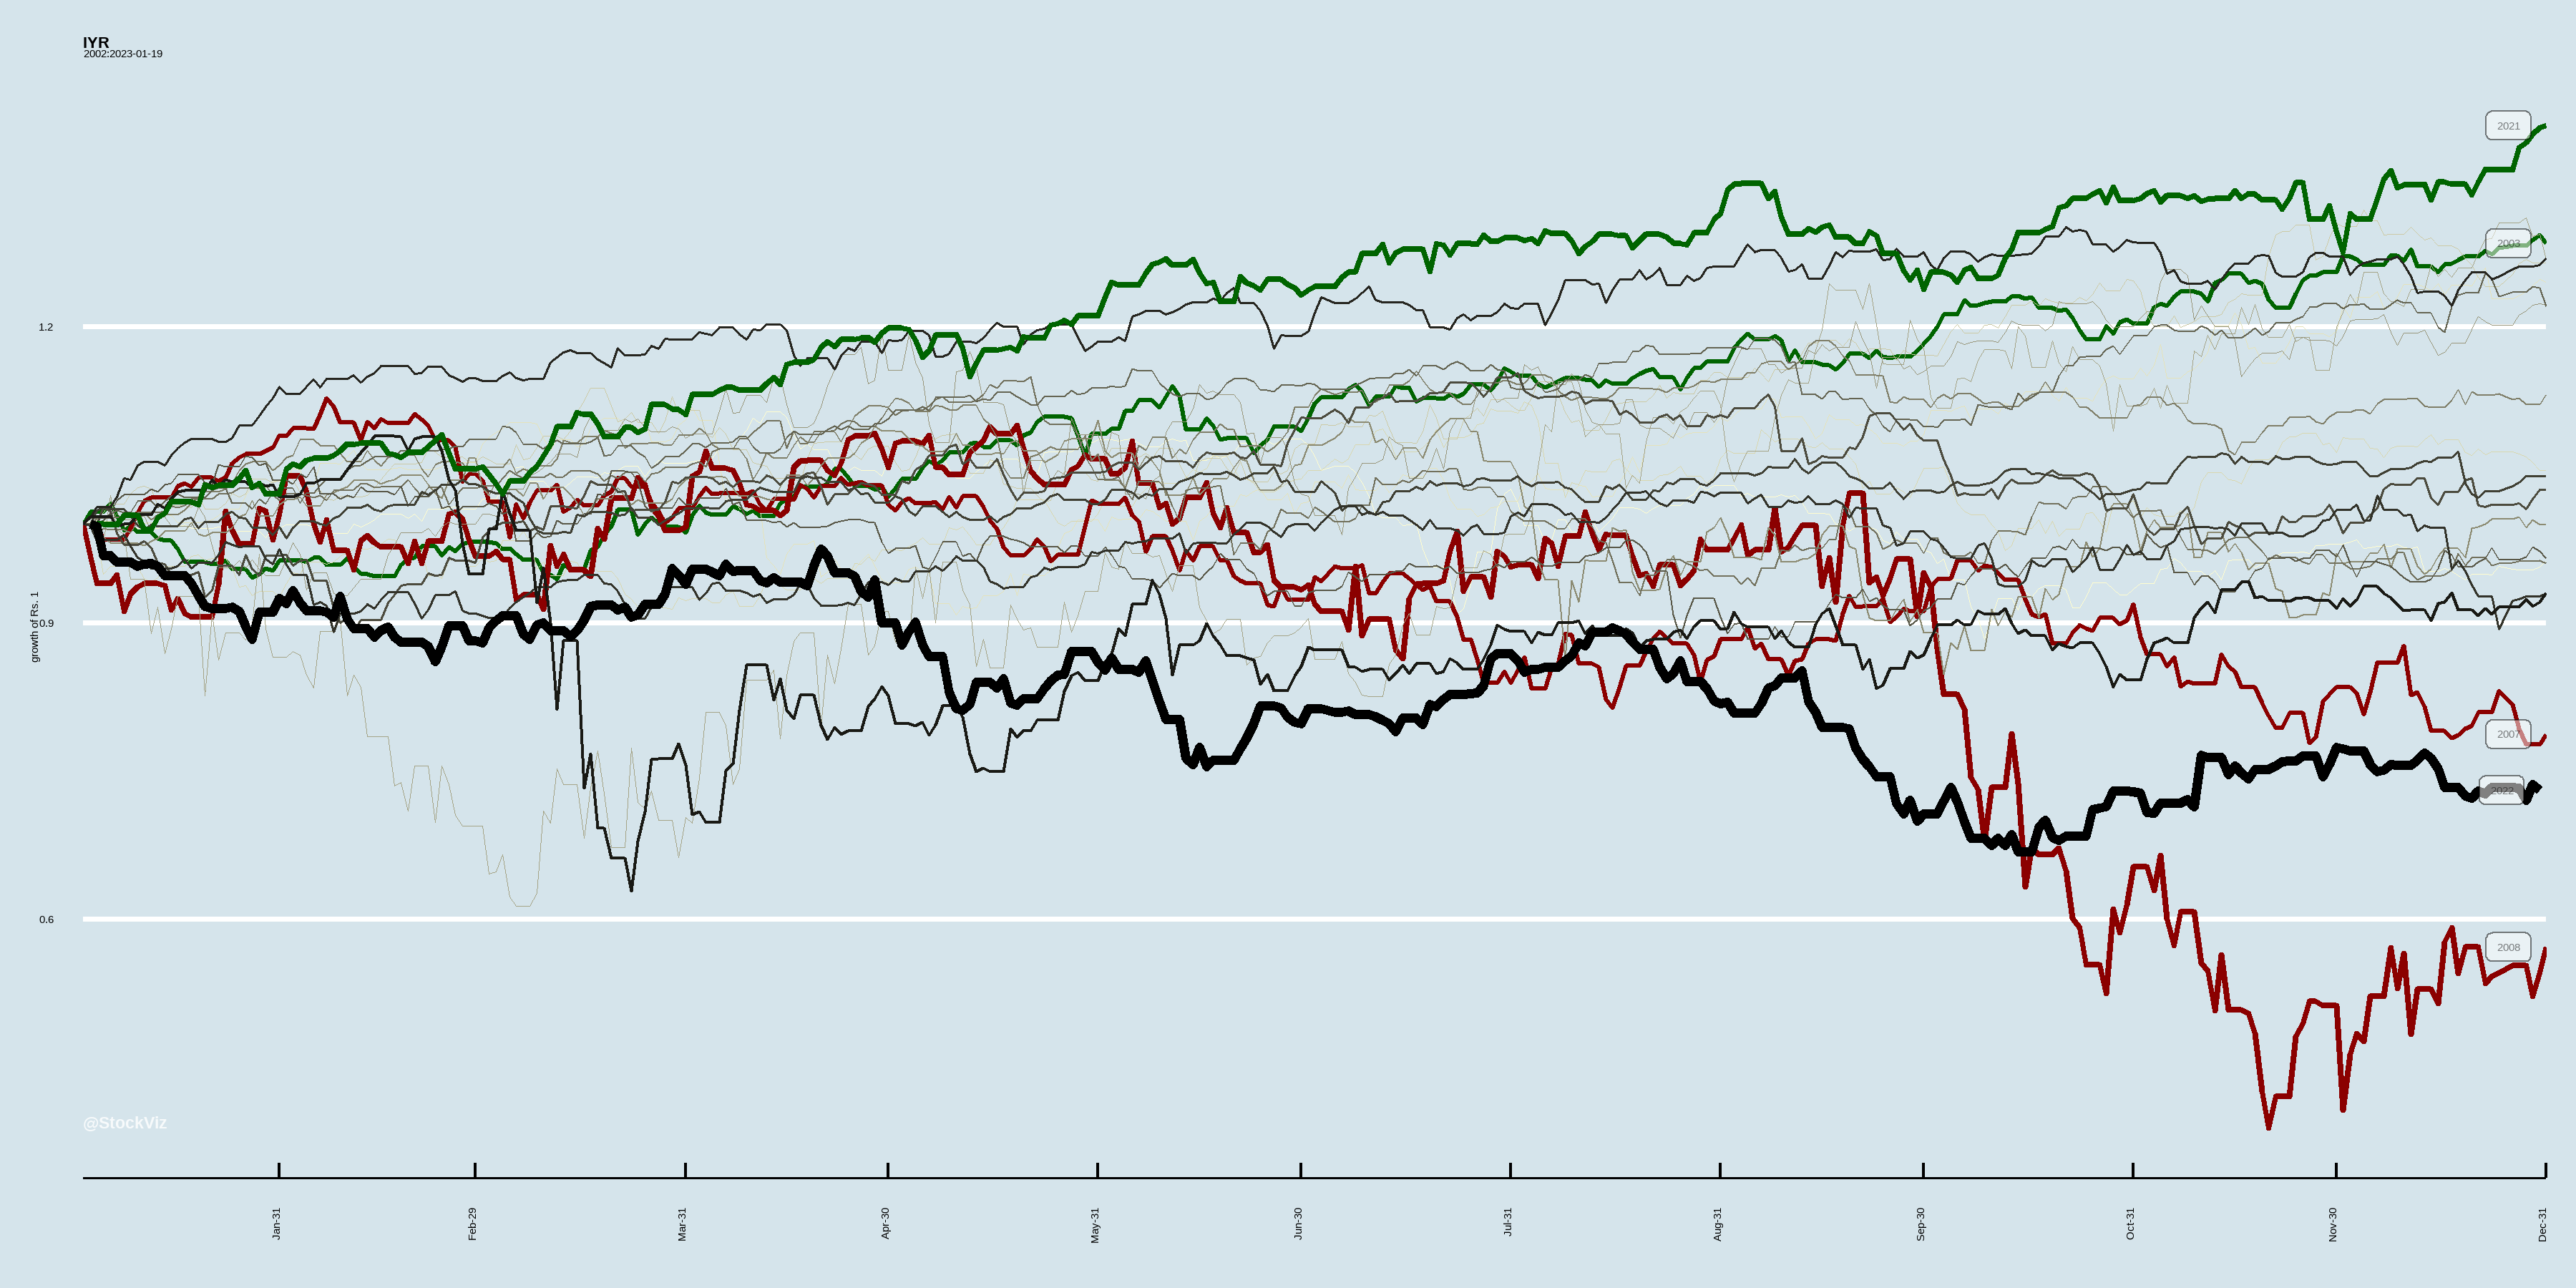 IYR
2002:2023-01-19
2021
2003
1.2
growth of Rs. 1
0.9
2007
2022
0.6
2008
@StockViz
Jan-31
Feb-29
Mar-31
Apr-30
May-31
Jun-30
Jul-31
Aug-31
Sep-30
Oct-31
Nov-30
Dec-31